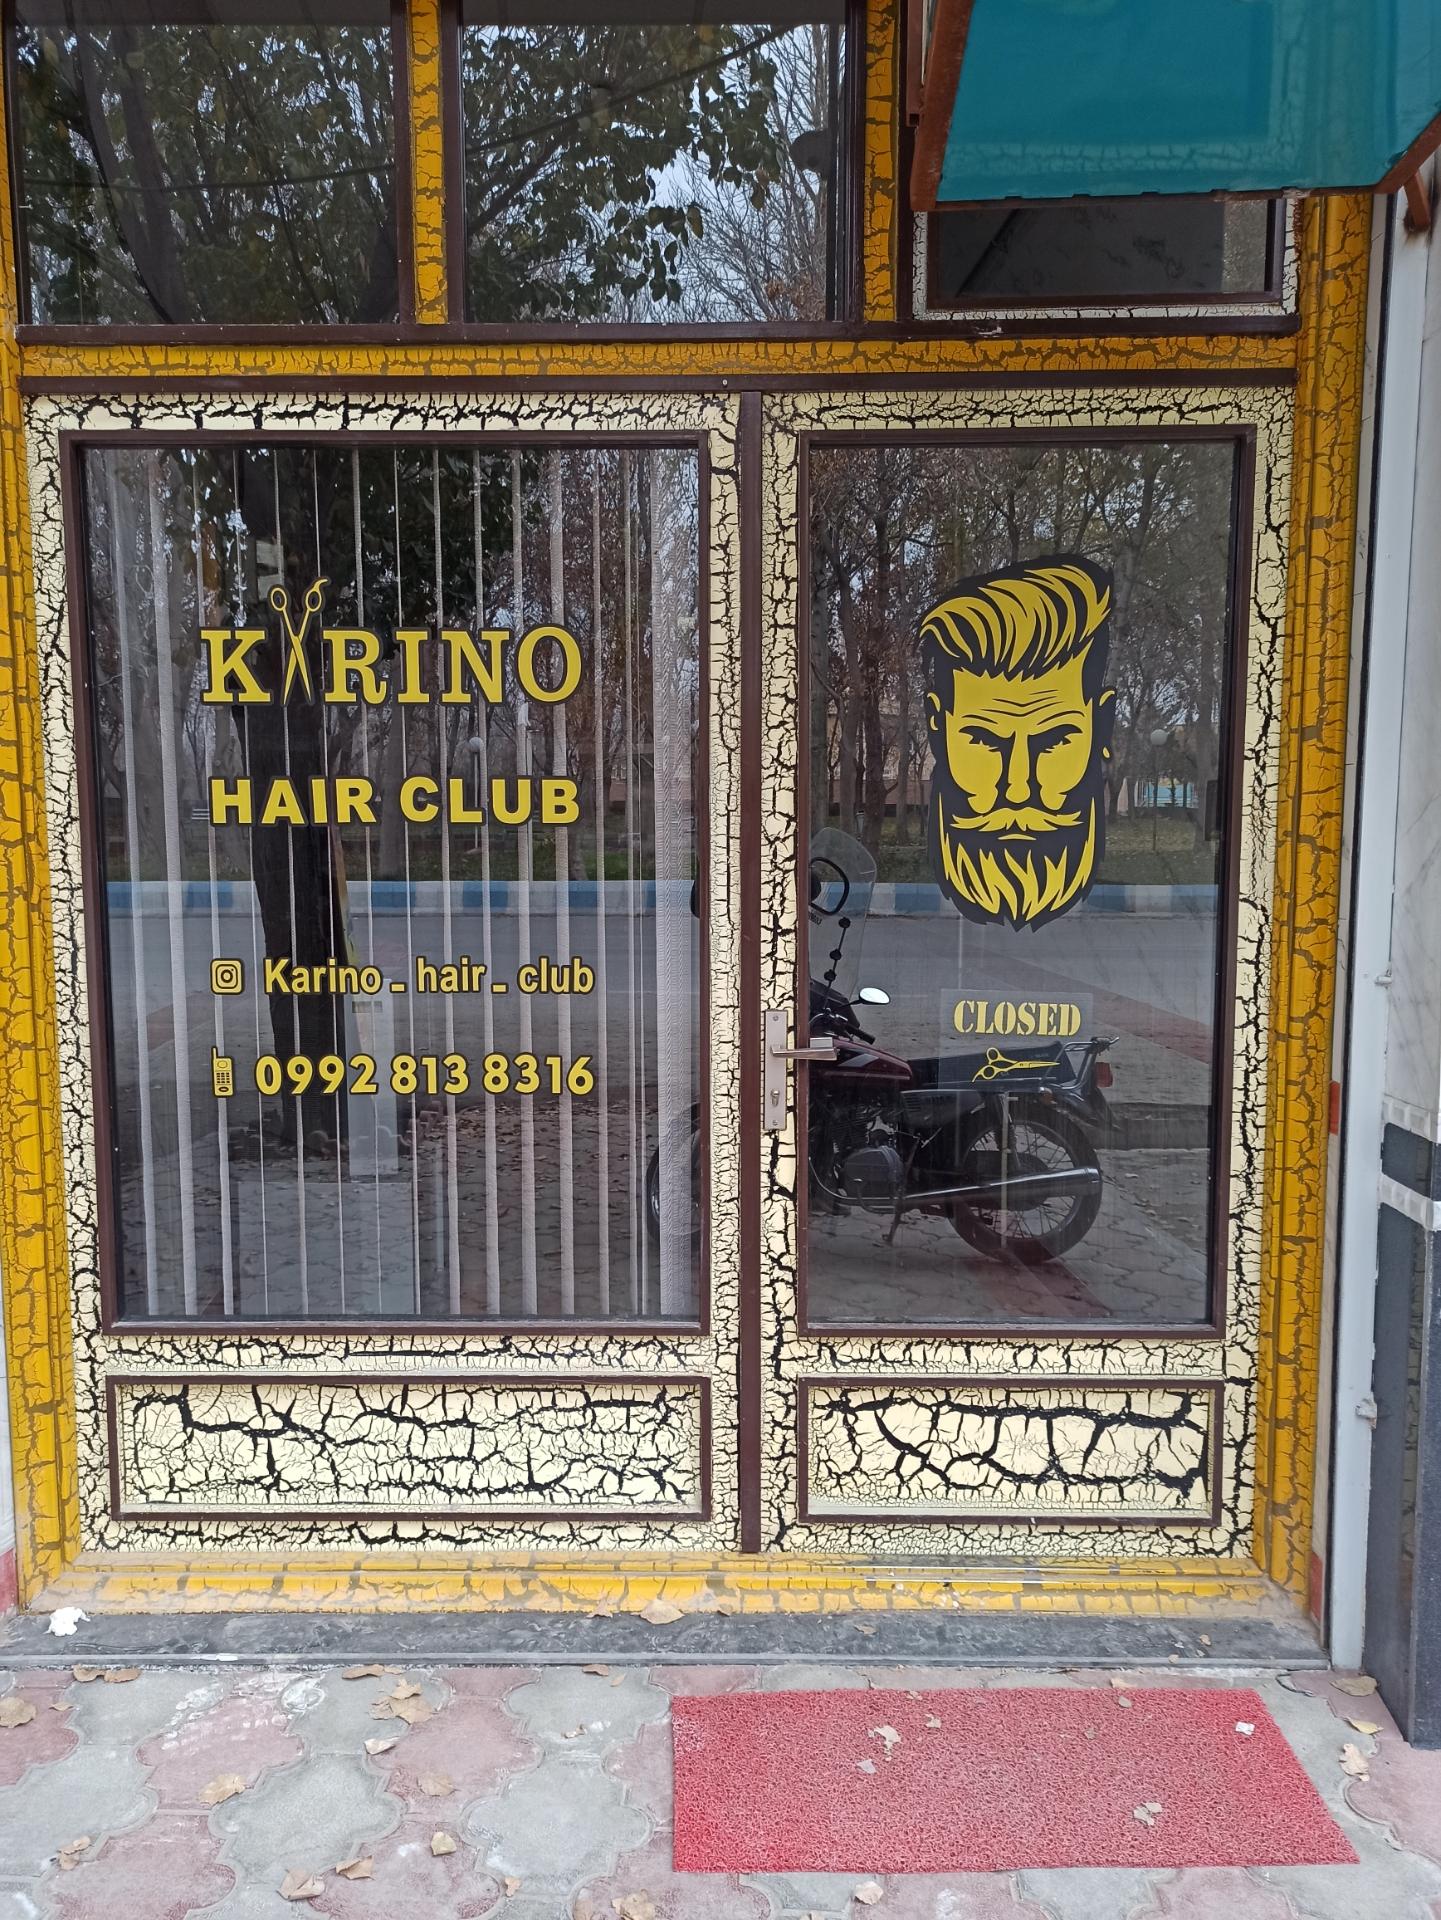 KARINO
HAIR CLUB
Karino_hair_club
0992 813 8316
CLOSED